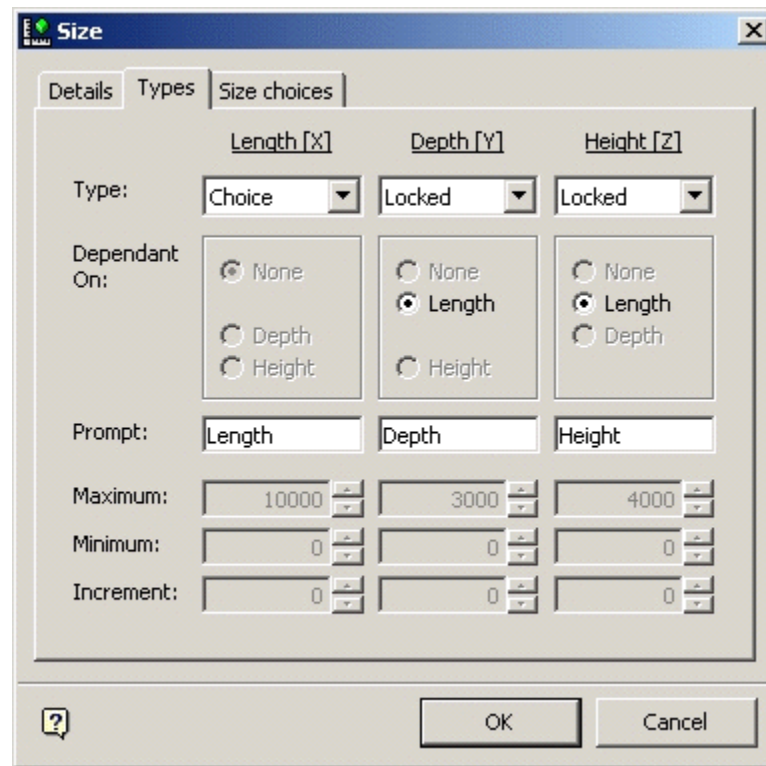 Size
Details Types Size choices
Length [X] Depth [Y] Height [Z]
Type: Choice Locked Locked
Dependant
On:
None None None
Length Length
Depth Depth
Height Height
Prompt: Length Depth Height
Maximum: 10000 3000 4000
Minimum: 0 0 0
Increment: 0 0 0
? OK Cancel